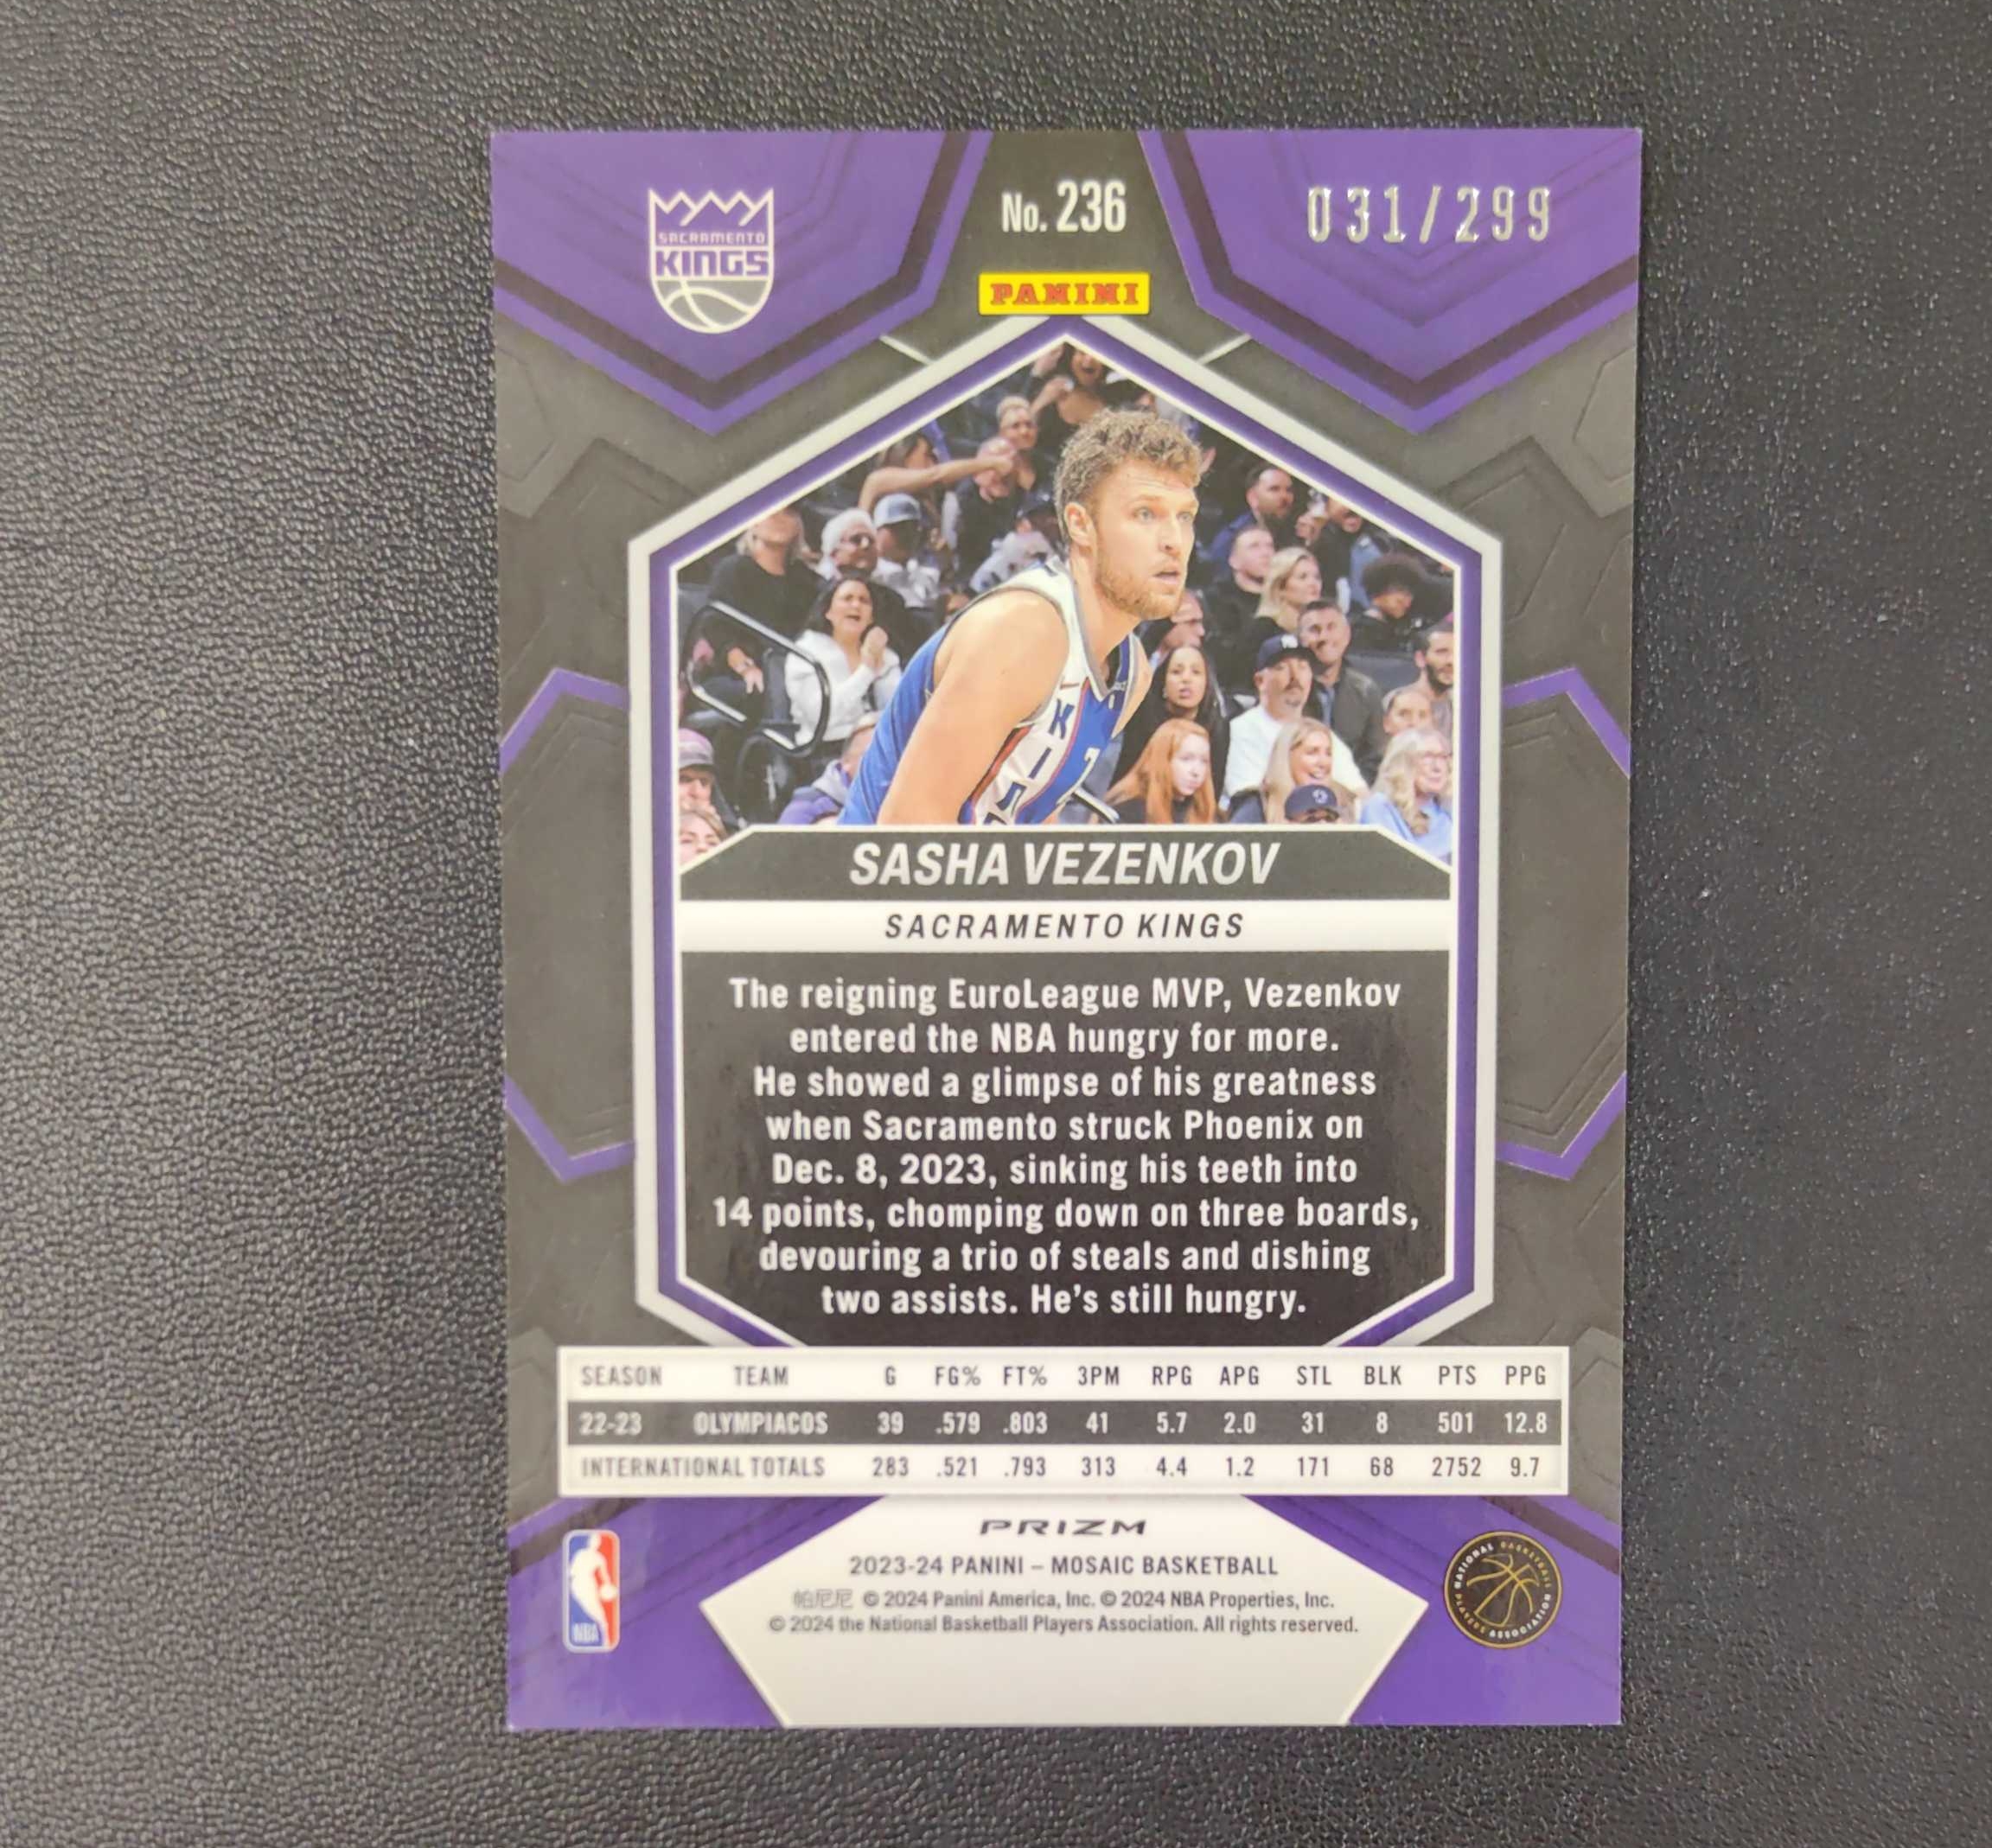 SACRAMENTO
KINGS
No. 236
031/299
PANINI
SASHA VEZENKOV
SACRAMENTO KINGS
The reigning EuroLeague MVP, Vezenkov
entered the NBA hungry for more.
He showed a glimpse of his greatness
when Sacramento struck Phoenix on
Dec. 8, 2023, sinking his teeth into
14 points, chomping down on three boards,
devouring a trio of steals and dishing
two assists. He's still hungry.
SEASON TEAM G FG% FT% 3PM RPG APG STL BLK PTS PPG
22-23 OLYMPIACOS 39 .579 .803 41 5.7 2.0 31 8 501 12.8
INTERNATIONAL TOTALS 283 .521 .793 313 4.4 1.2 171 68 2752 9.7
PRIZM
2023-24 PANINI – MOSAIC BASKETBALL
帕尼尼 © 2024 Panini America, Inc. © 2024 NBA Properties, Inc.
© 2024 the National Basketball Players Association. All rights reserved.
NBA
NATIONAL BASKETBALL
PLAYERS ASSOCIATION